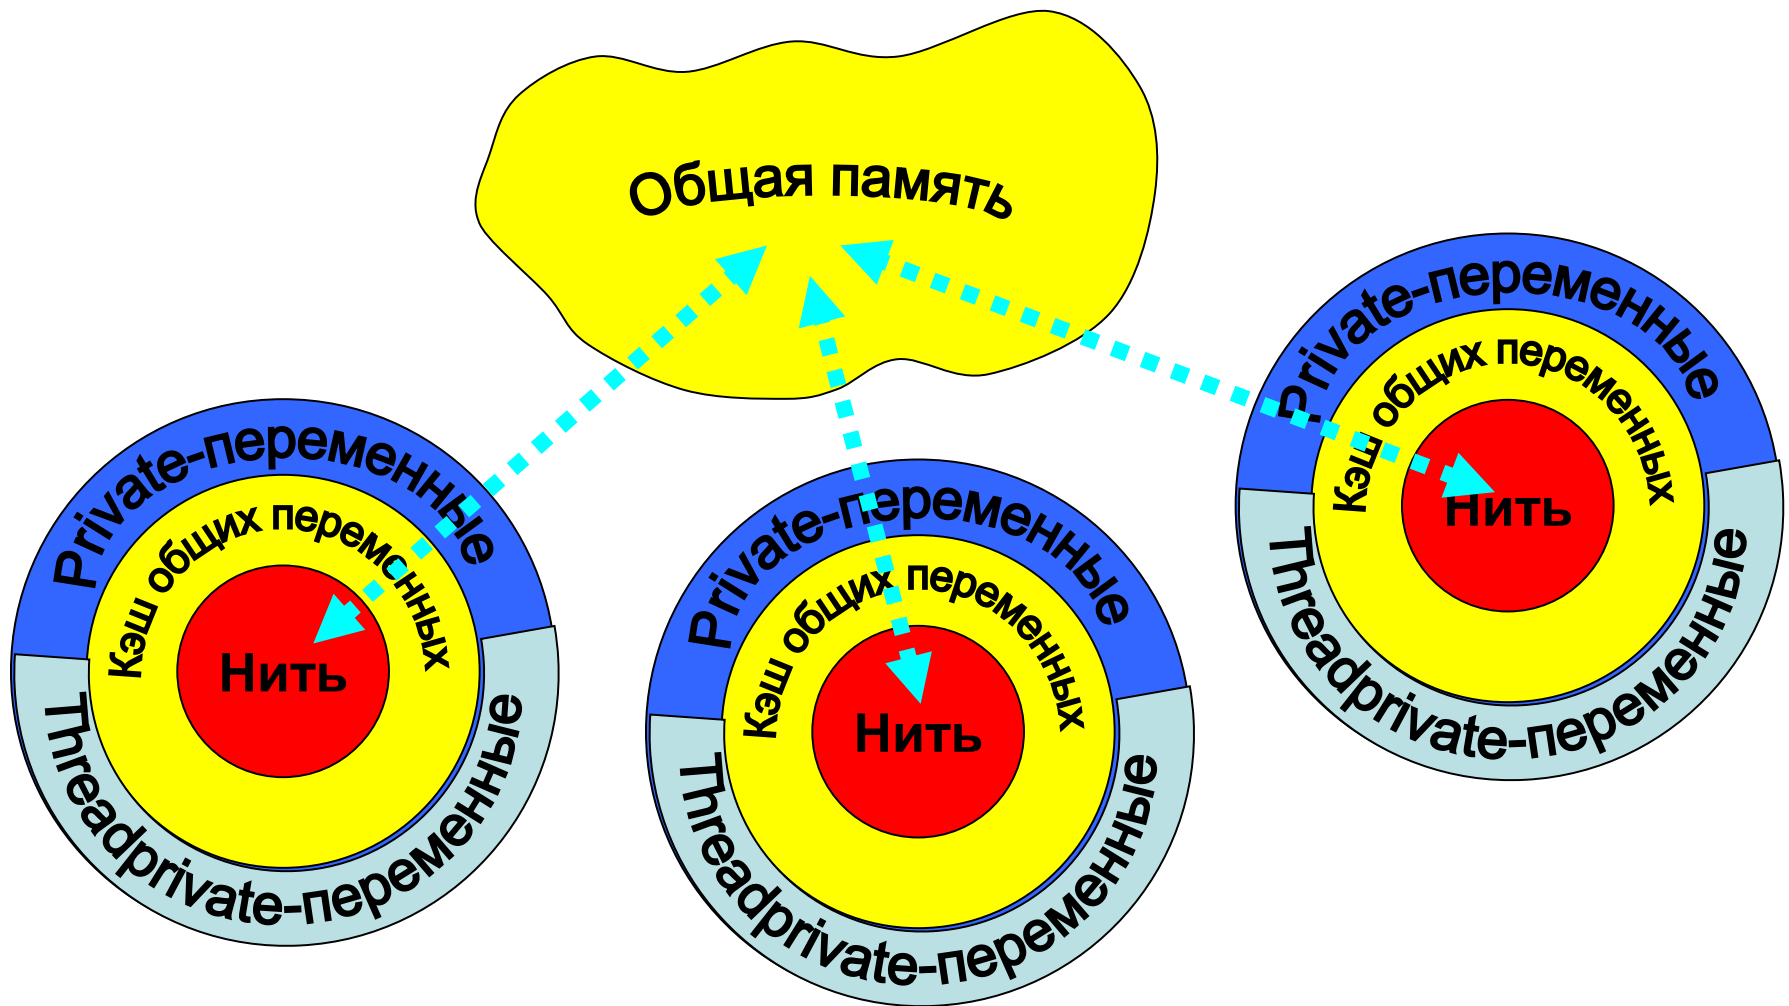 Общая память
Private-переменные
Кэш общих переменных
Нить
Threadprivate-переменные
Private-переменные
Кэш общих переменных
Нить
Threadprivate-переменные
Private-переменные
Кэш общих переменных
Нить
Threadprivate-переменные